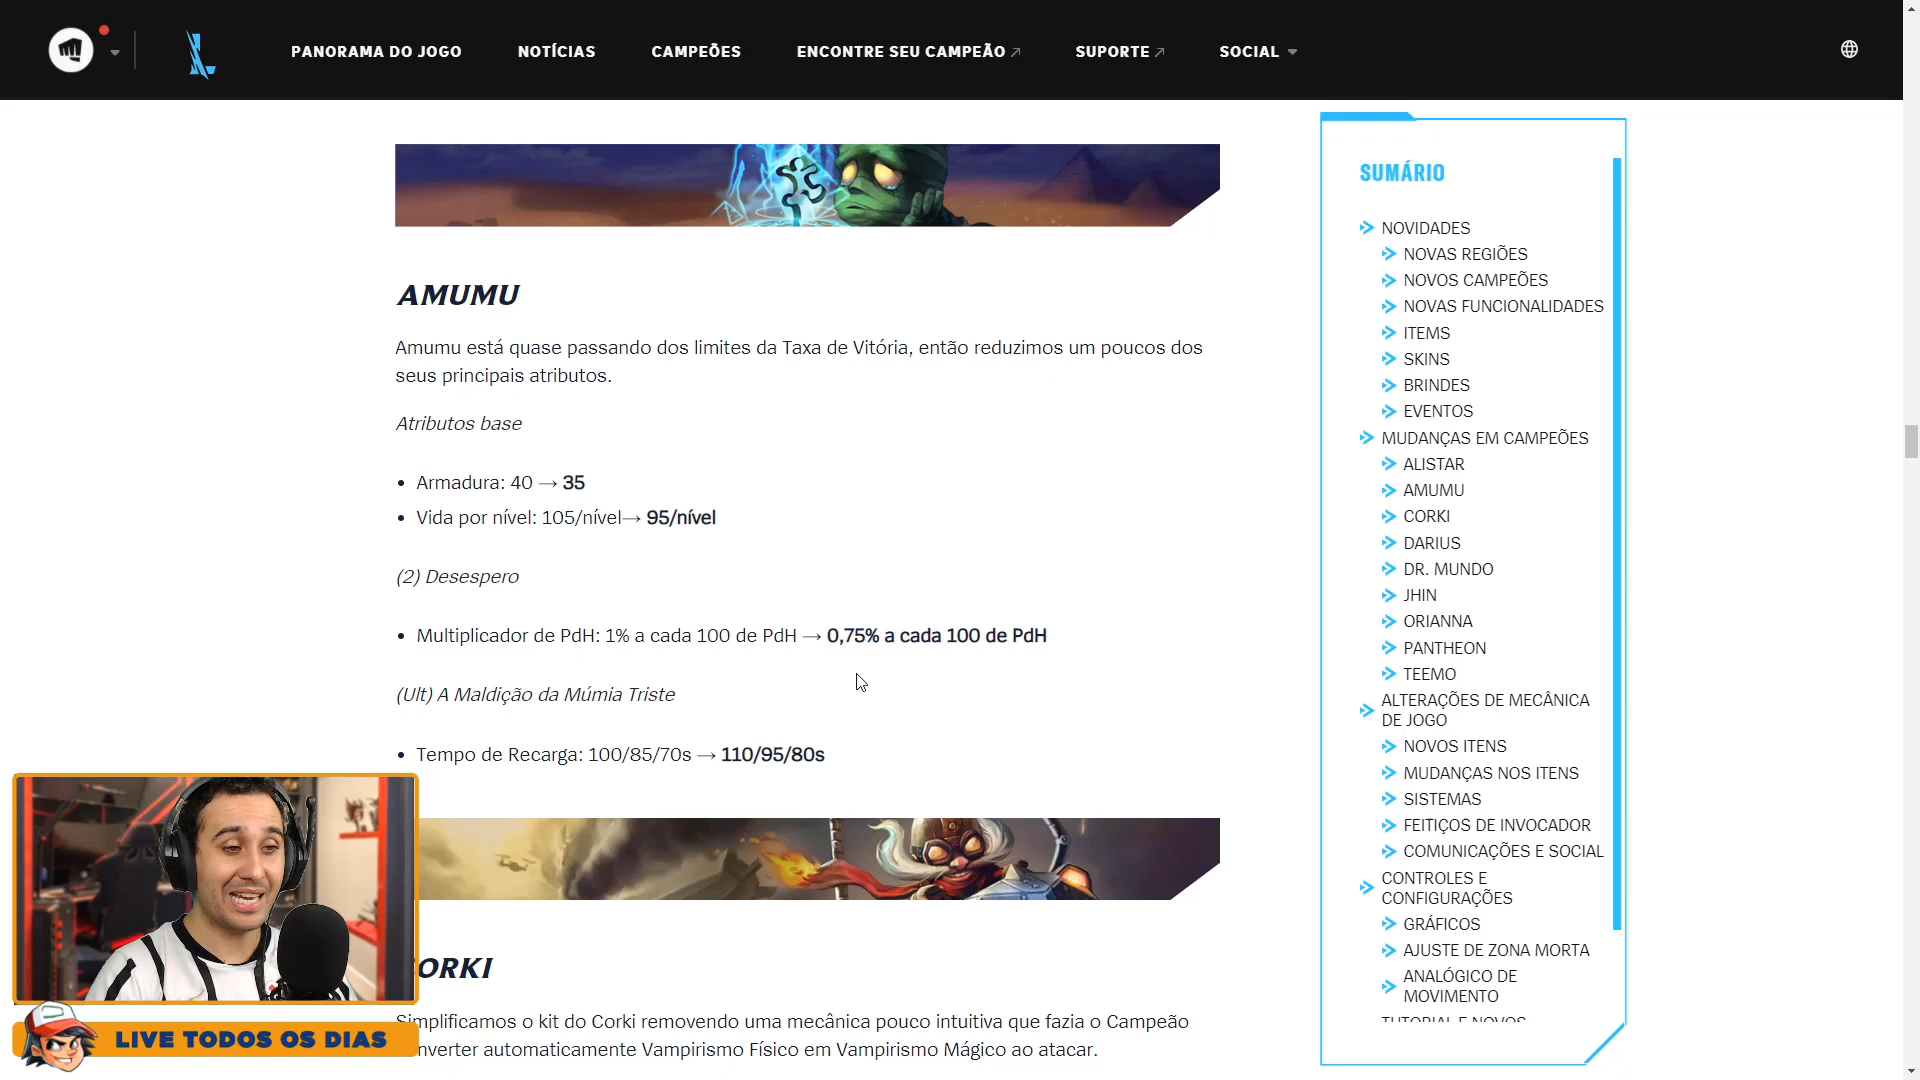 PANORAMA DO JOGO
NOTÍCIAS
CAMPEÕES
ENCONTRE SEU CAMPEÃO
SUPORTE
SOCIAL
AMUMU
Amumu está quase passando dos limites da Taxa de Vitória, então reduzimos um poucos dos
seus principais atributos.
Atributos base
• Armadura: 40 → 35
• Vida por nível: 105/nível→ 95/nível
(2) Desespero
• Multiplicador de PdH: 1% a cada 100 de PdH → 0,75% a cada 100 de PdH
(Ult) A Maldição da Múmia Triste
• Tempo de Recarga: 100/85/70s → 110/95/80s
ORKI
Simplificamos o kit do Corki removendo uma mecânica pouco intuitiva que fazia o Campeão
nverter automaticamente Vampirismo Físico em Vampirismo Mágico ao atacar.
LIVE TODOS OS DIAS
SUMÁRIO
NOVIDADES
NOVAS REGIÕES
NOVOS CAMPEÕES
NOVAS FUNCIONALIDADES
ITEMS
SKINS
BRINDES
EVENTOS
MUDANÇAS EM CAMPEÕES
ALISTAR
AMUMU
CORKI
DARIUS
DR. MUNDO
JHIN
ORIANNA
PANTHEON
TEEMO
ALTERAÇÕES DE MECÂNICA
DE JOGO
NOVOS ITENS
MUDANÇAS NOS ITENS
SISTEMAS
FEITIÇOS DE INVOCADOR
COMUNICAÇÕES E SOCIAL
CONTROLES E
CONFIGURAÇÕES
GRÁFICOS
AJUSTE DE ZONA MORTA
ANALÓGICO DE
MOVIMENTO
TUTORIAL E NOVOS